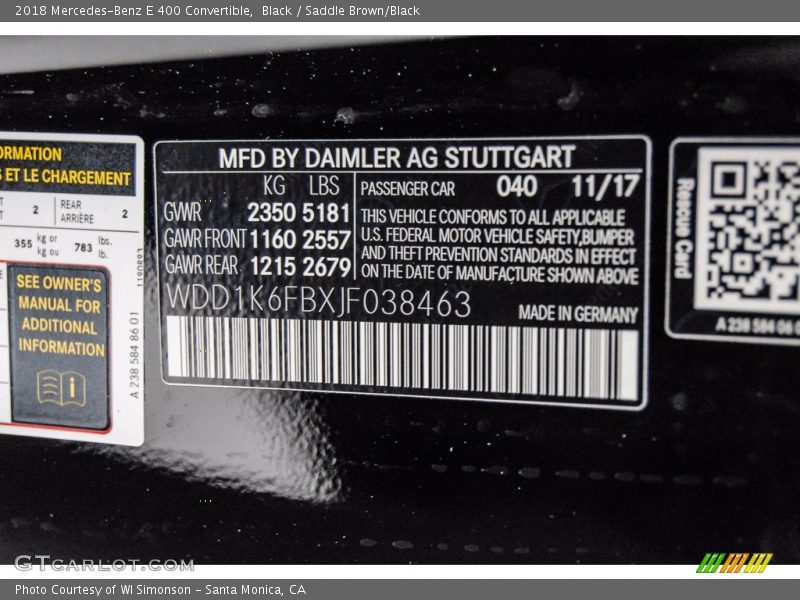 2018 Mercedes-Benz E 400 Convertible,  Black / Saddle Brown/Black
ORMATION
S ET LE CHARGEMENT
2
REAR
ARRIÈRE
2
355 kg or
kg ou
783 lbs.
lb.
SEE OWNER'S
MANUAL FOR
ADDITIONAL
INFORMATION
A 238 584 86 01
MFD BY DAIMLER AG STUTTGART
KG LBS
GWR 2350 5181
GAWR FRONT 1160 2557
GAWR REAR 1215 2679
PASSENGER CAR 040 11/17
THIS VEHICLE CONFORMS TO ALL APPLICABLE
U.S. FEDERAL MOTOR VEHICLE SAFETY,BUMPER
AND THEFT PREVENTION STANDARDS IN EFFECT
ON THE DATE OF MANUFACTURE SHOWN ABOVE
WDD1K6FBXJF038463
MADE IN GERMANY
Rescue Card
A 238 584
GTCARLOT.COM
Photo Courtesy of WI Simonson - Santa Monica, CA